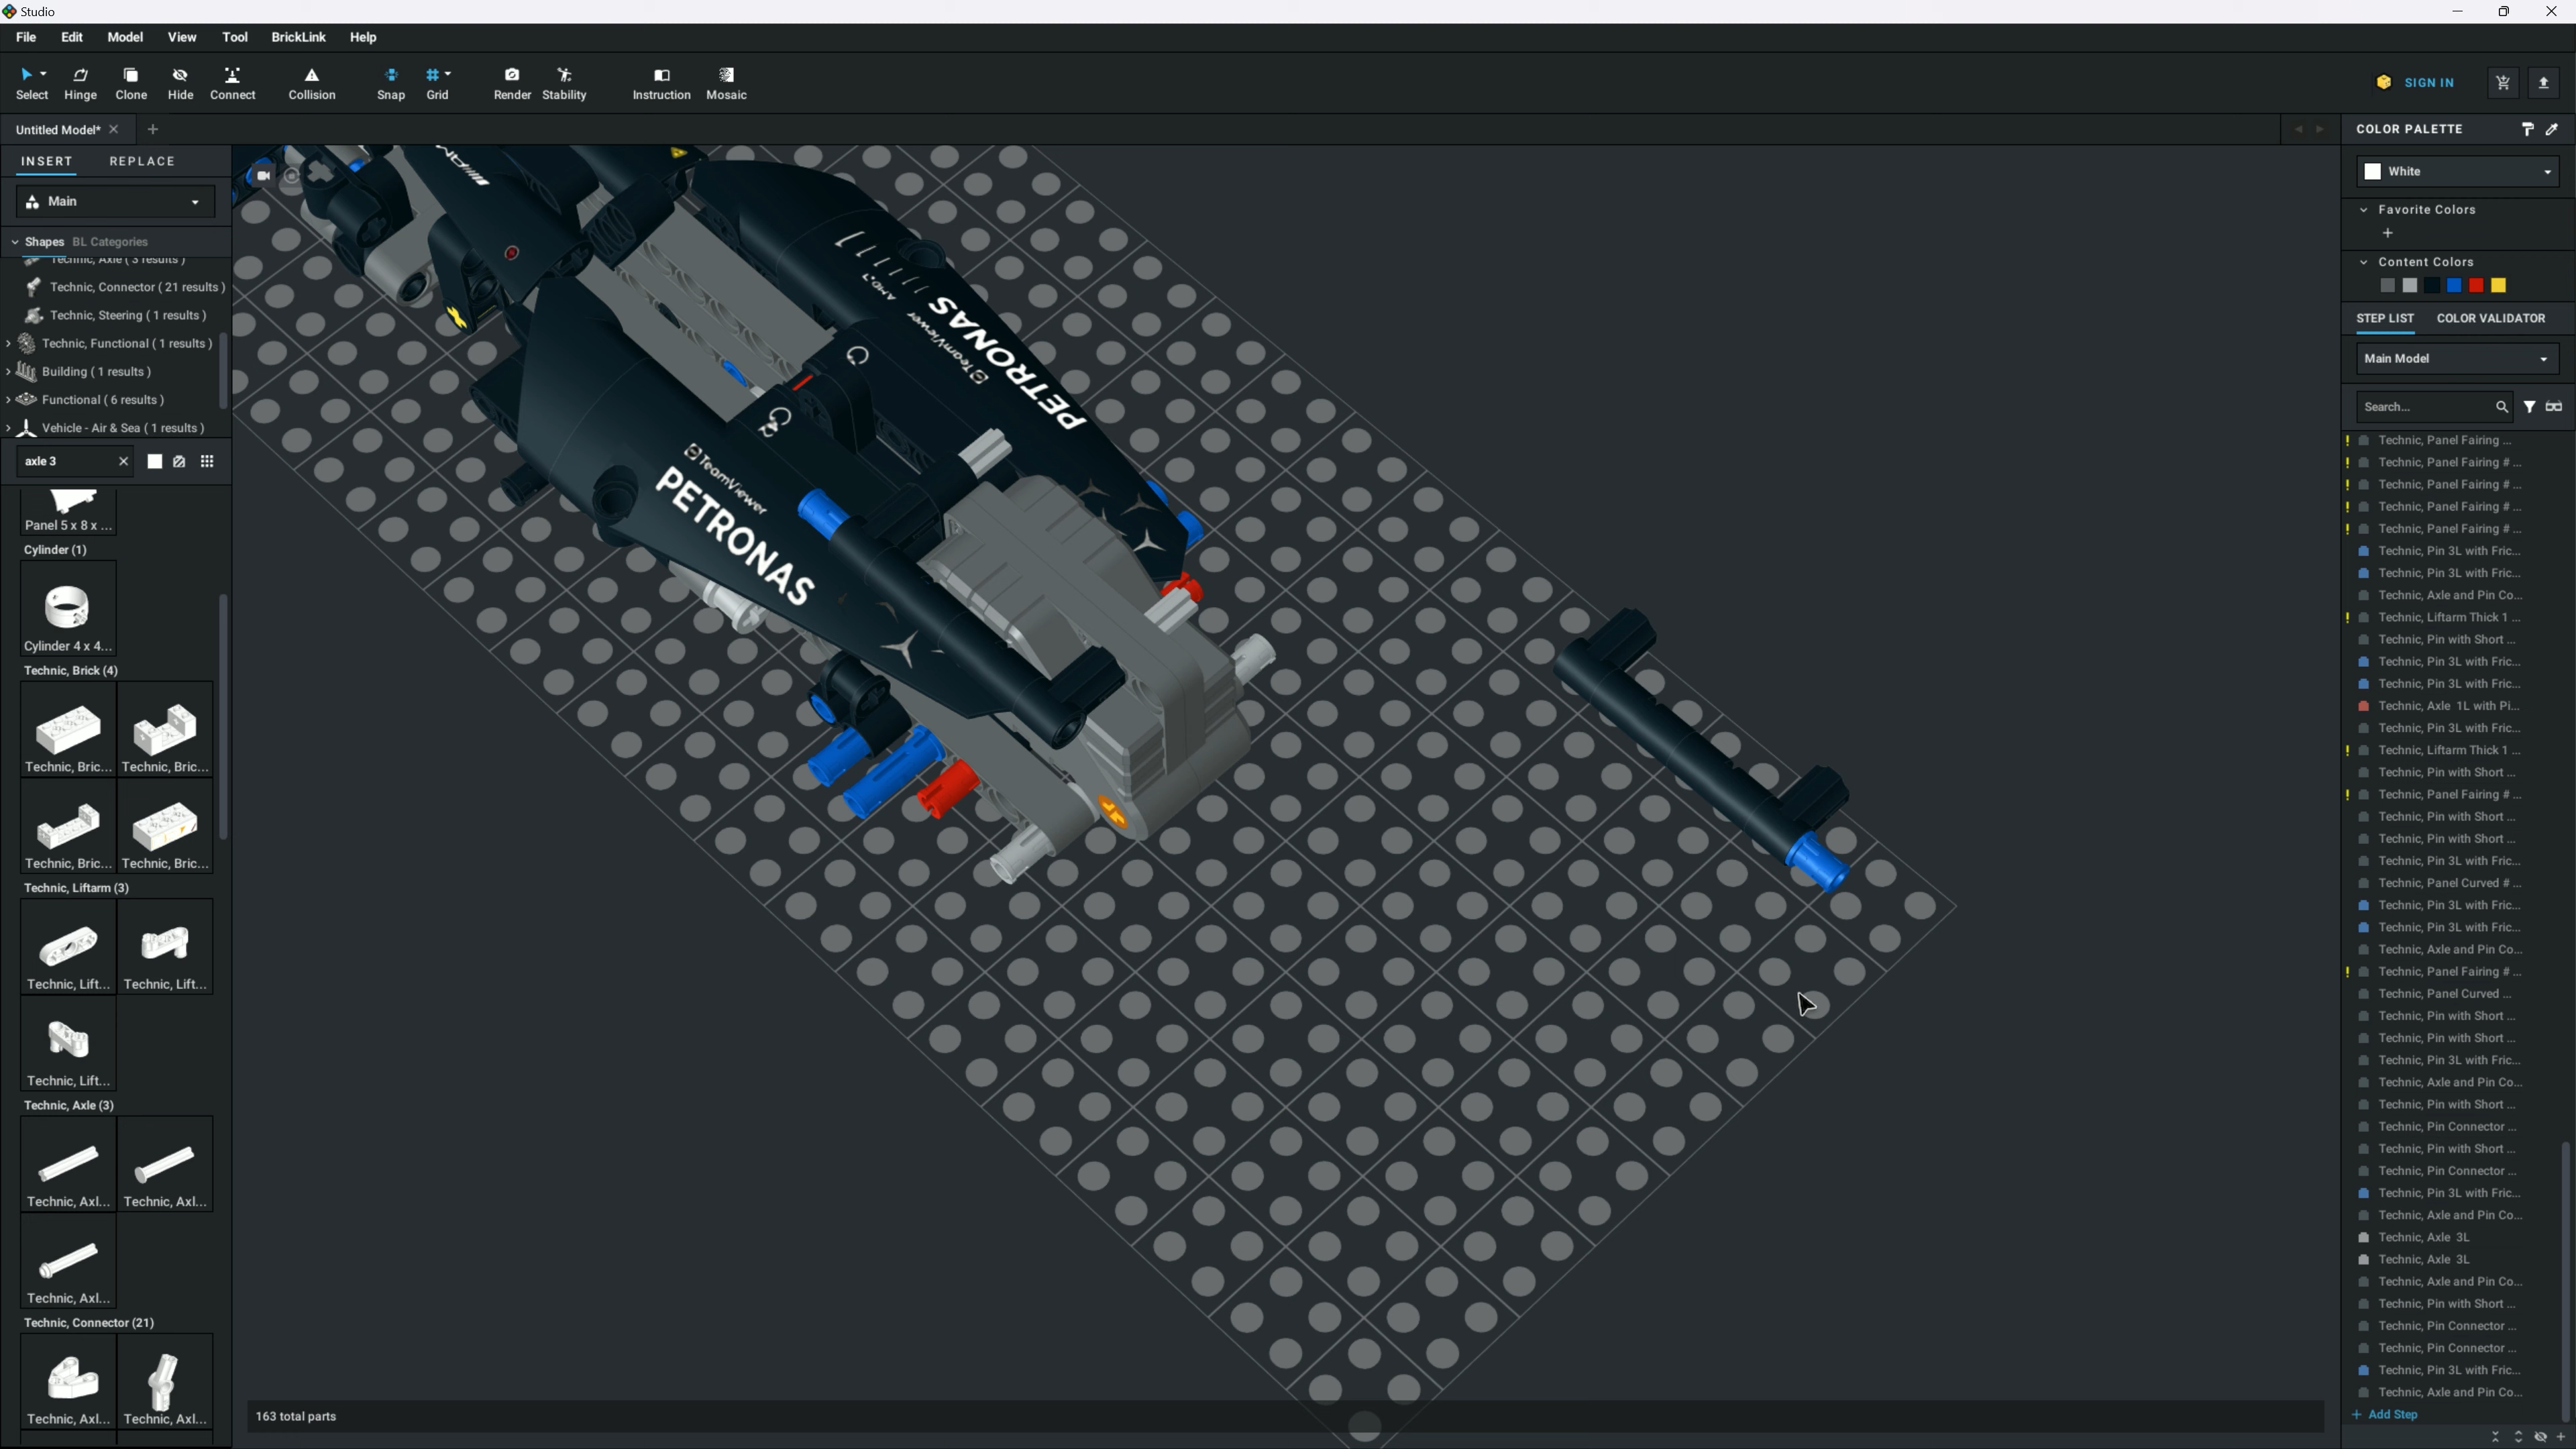 Studio
File Edit Model View Tool BrickLink Help
Select Hinge Clone Hide Connect Collision Snap Grid Render Stability Instruction Mosaic
SIGN IN
Untitled Model*
INSERT REPLACE
Main
Shapes BL Categories
Technic, Axle ( 3 results )
Technic, Connector ( 21 results )
Technic, Steering ( 1 results )
Technic, Functional ( 1 results )
Building ( 1 results )
Functional ( 6 results )
Vehicle - Air & Sea ( 1 results )
axle 3
Panel 5 x 8 x ...
Cylinder (1)
Cylinder 4 x 4...
Technic, Brick (4)
Technic, Bric... Technic, Bric...
Technic, Bric... Technic, Bric...
Technic, Liftarm (3)
Technic, Lift... Technic, Lift...
Technic, Lift...
Technic, Axle (3)
Technic, Axl... Technic, Axl...
Technic, Axl...
Technic, Connector (21)
Technic, Axl... Technic, Axl...
TeamViewer
PETRONAS
TeamViewer
PETRONAS
163 total parts
COLOR PALETTE
White
Favorite Colors
+
Content Colors
STEP LIST COLOR VALIDATOR
Main Model
Search...
Technic, Panel Fairing ...
Technic, Panel Fairing # ...
Technic, Panel Fairing # ...
Technic, Panel Fairing # ...
Technic, Panel Fairing # ...
Technic, Pin 3L with Fric...
Technic, Pin 3L with Fric...
Technic, Axle and Pin Co...
Technic, Liftarm Thick 1 ...
Technic, Pin with Short ...
Technic, Pin 3L with Fric...
Technic, Pin 3L with Fric...
Technic, Axle 1L with Pi...
Technic, Pin 3L with Fric...
Technic, Liftarm Thick 1 ...
Technic, Pin with Short ...
Technic, Panel Fairing # ...
Technic, Pin with Short ...
Technic, Pin with Short ...
Technic, Pin 3L with Fric...
Technic, Panel Curved # ...
Technic, Pin 3L with Fric...
Technic, Pin 3L with Fric...
Technic, Axle and Pin Co...
Technic, Panel Fairing # ...
Technic, Panel Curved ...
Technic, Pin with Short ...
Technic, Pin with Short ...
Technic, Pin 3L with Fric...
Technic, Axle and Pin Co...
Technic, Pin with Short ...
Technic, Pin Connector ...
Technic, Pin with Short ...
Technic, Pin Connector ...
Technic, Pin 3L with Fric...
Technic, Axle and Pin Co...
Technic, Axle 3L
Technic, Axle 3L
Technic, Axle and Pin Co...
Technic, Pin with Short ...
Technic, Pin Connector ...
Technic, Pin Connector ...
Technic, Pin 3L with Fric...
Technic, Axle and Pin Co...
+ Add Step